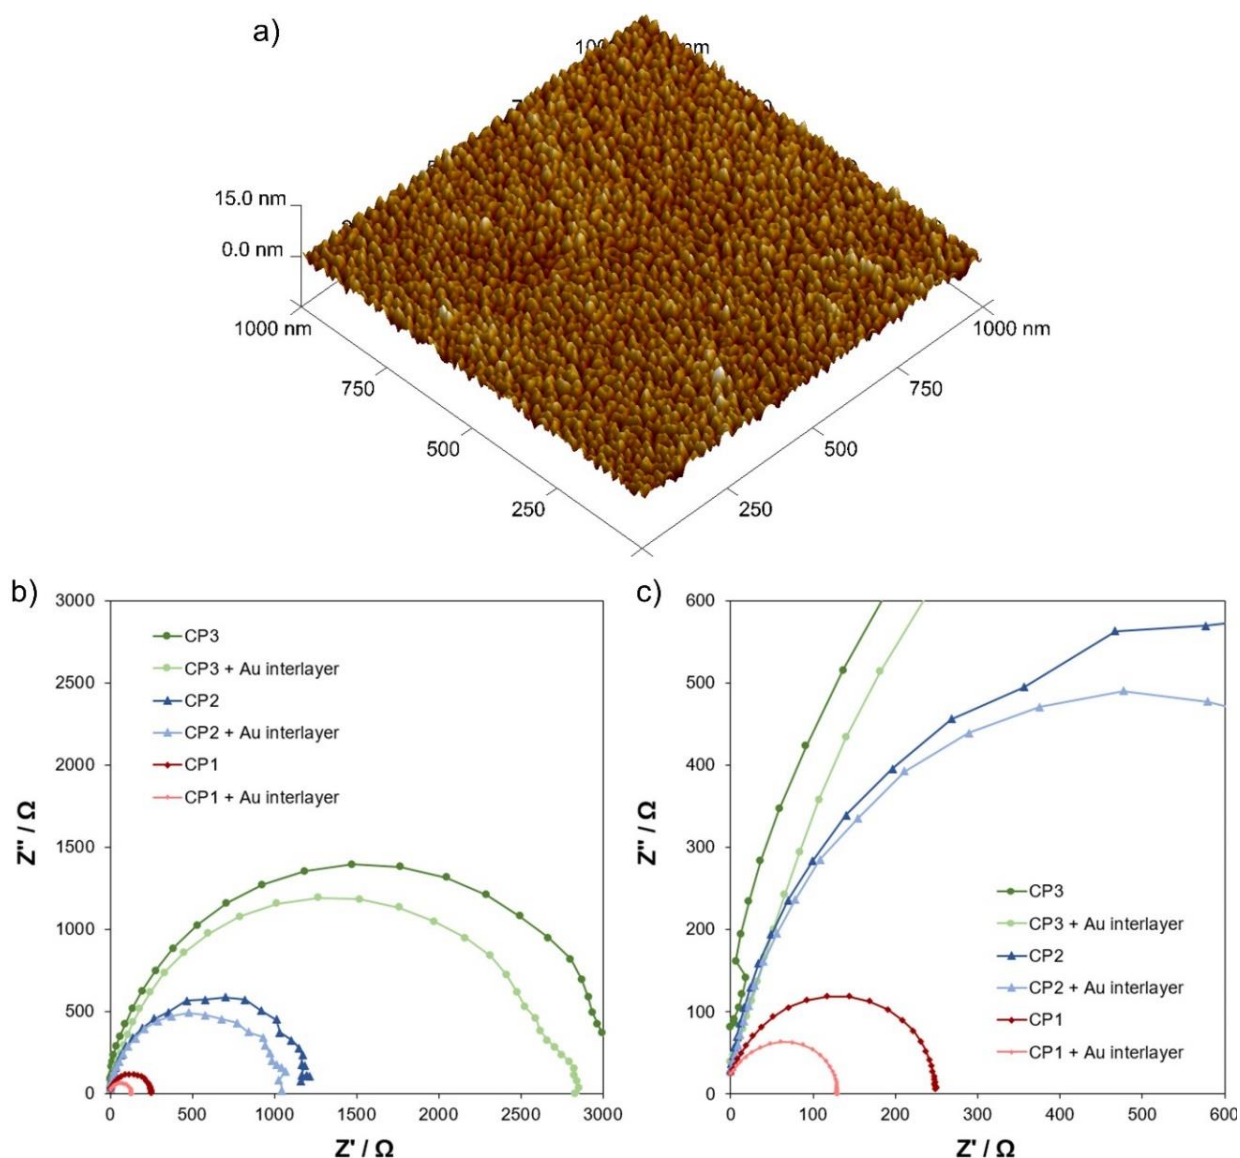 a)
15.0 nm
0.0 nm
1000 nm
750
500
250
250
500
750
1000 nm
b)
3000
2500
2000
1500
1000
500
0
Z'' / Ω
CP3
CP3 + Au interlayer
CP2
CP2 + Au interlayer
CP1
CP1 + Au interlayer
0 500 1000 1500 2000 2500 3000
Z' / Ω
c)
600
500
400
300
200
100
0
Z'' / Ω
CP3
CP3 + Au interlayer
CP2
CP2 + Au interlayer
CP1
CP1 + Au interlayer
0 100 200 300 400 500 600
Z' / Ω